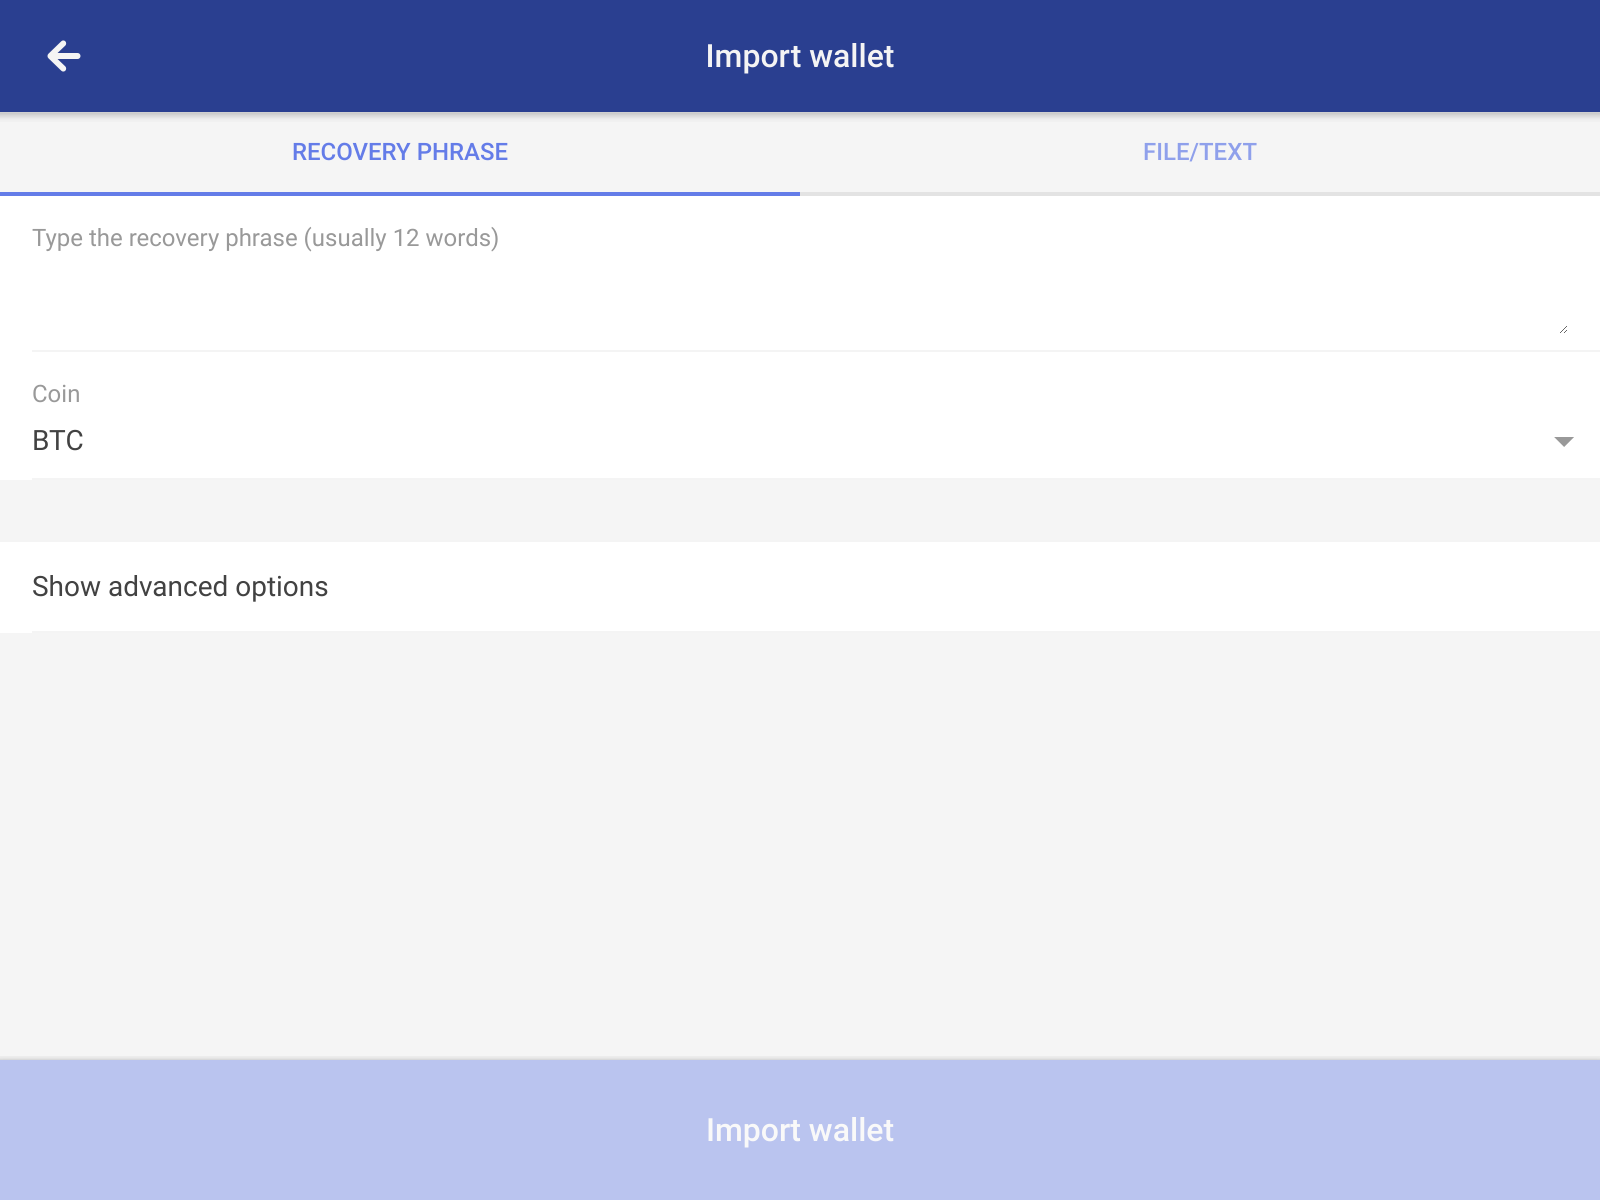 Import wallet
RECOVERY PHRASE
FILE/TEXT
Type the recovery phrase (usually 12 words)
Coin
BTC
Show advanced options
Import wallet